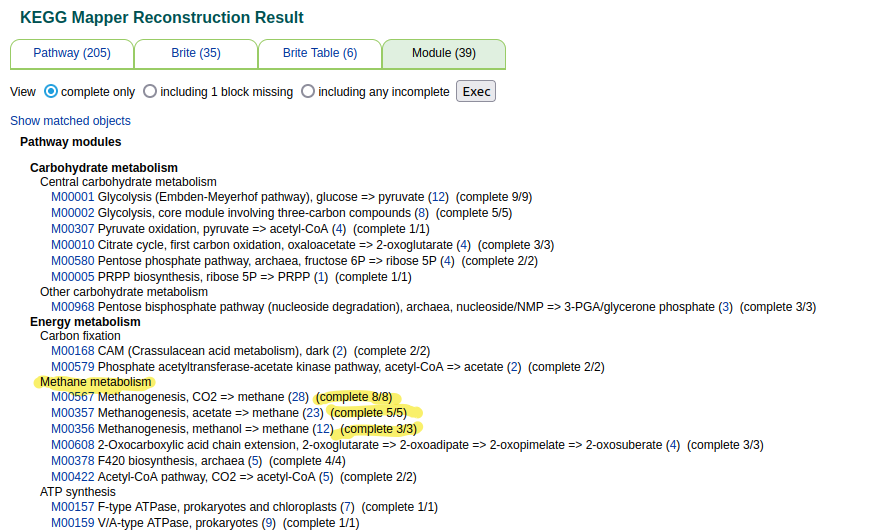 KEGG Mapper Reconstruction Result
Pathway (205) Brite (35) Brite Table (6) Module (39)
View complete only including 1 block missing including any incomplete Exec
Show matched objects
Pathway modules
Carbohydrate metabolism
Central carbohydrate metabolism
M00001 Glycolysis (Embden-Meyerhof pathway), glucose => pyruvate (12) (complete 9/9)
M00002 Glycolysis, core module involving three-carbon compounds (8) (complete 5/5)
M00307 Pyruvate oxidation, pyruvate => acetyl-CoA (4) (complete 1/1)
M00010 Citrate cycle, first carbon oxidation, oxaloacetate => 2-oxoglutarate (4) (complete 3/3)
M00580 Pentose phosphate pathway, archaea, fructose 6P => ribose 5P (4) (complete 2/2)
M00005 PRPP biosynthesis, ribose 5P => PRPP (1) (complete 1/1)
Other carbohydrate metabolism
M00968 Pentose bisphosphate pathway (nucleoside degradation), archaea, nucleoside/NMP => 3-PGA/glycerone phosphate (3) (complete 3/3)
Energy metabolism
Carbon fixation
M00168 CAM (Crassulacean acid metabolism), dark (2) (complete 2/2)
M00579 Phosphate acetyltransferase-acetate kinase pathway, acetyl-CoA => acetate (2) (complete 2/2)
Methane metabolism
M00567 Methanogenesis, CO2 => methane (28) (complete 8/8)
M00357 Methanogenesis, acetate => methane (23) (complete 5/5)
M00356 Methanogenesis, methanol => methane (12) (complete 3/3)
M00608 2-Oxocarboxylic acid chain extension, 2-oxoglutarate => 2-oxoadipate => 2-oxopimelate => 2-oxosuberate (4) (complete 3/3)
M00378 F420 biosynthesis, archaea (5) (complete 4/4)
M00422 Acetyl-CoA pathway, CO2 => acetyl-CoA (5) (complete 2/2)
ATP synthesis
M00157 F-type ATPase, prokaryotes and chloroplasts (7) (complete 1/1)
M00159 V/A-type ATPase, prokaryotes (9) (complete 1/1)